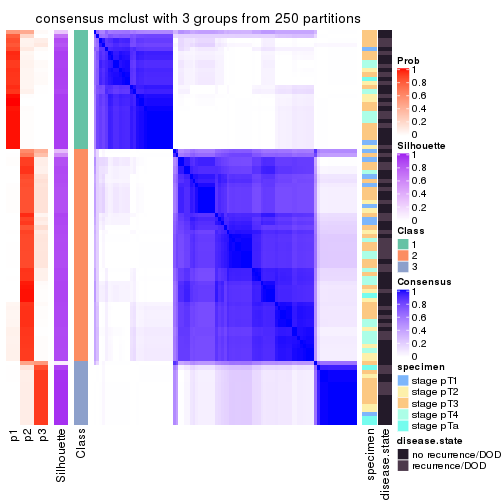 consensus mclust with 3 groups from 250 partitions
Prob
1
0.8
0.6
0.4
0.2
0
Silhouette
1
0.8
0.6
0.4
0.2
0
Class
1
2
3
Consensus
1
0.8
0.6
0.4
0.2
0
specimen
stage pT1
stage pT2
stage pT3
stage pT4
stage pTa
disease.state
no recurrence/DOD
recurrence/DOD
p1
p2
p3
Silhouette
Class
specimen
disease.state